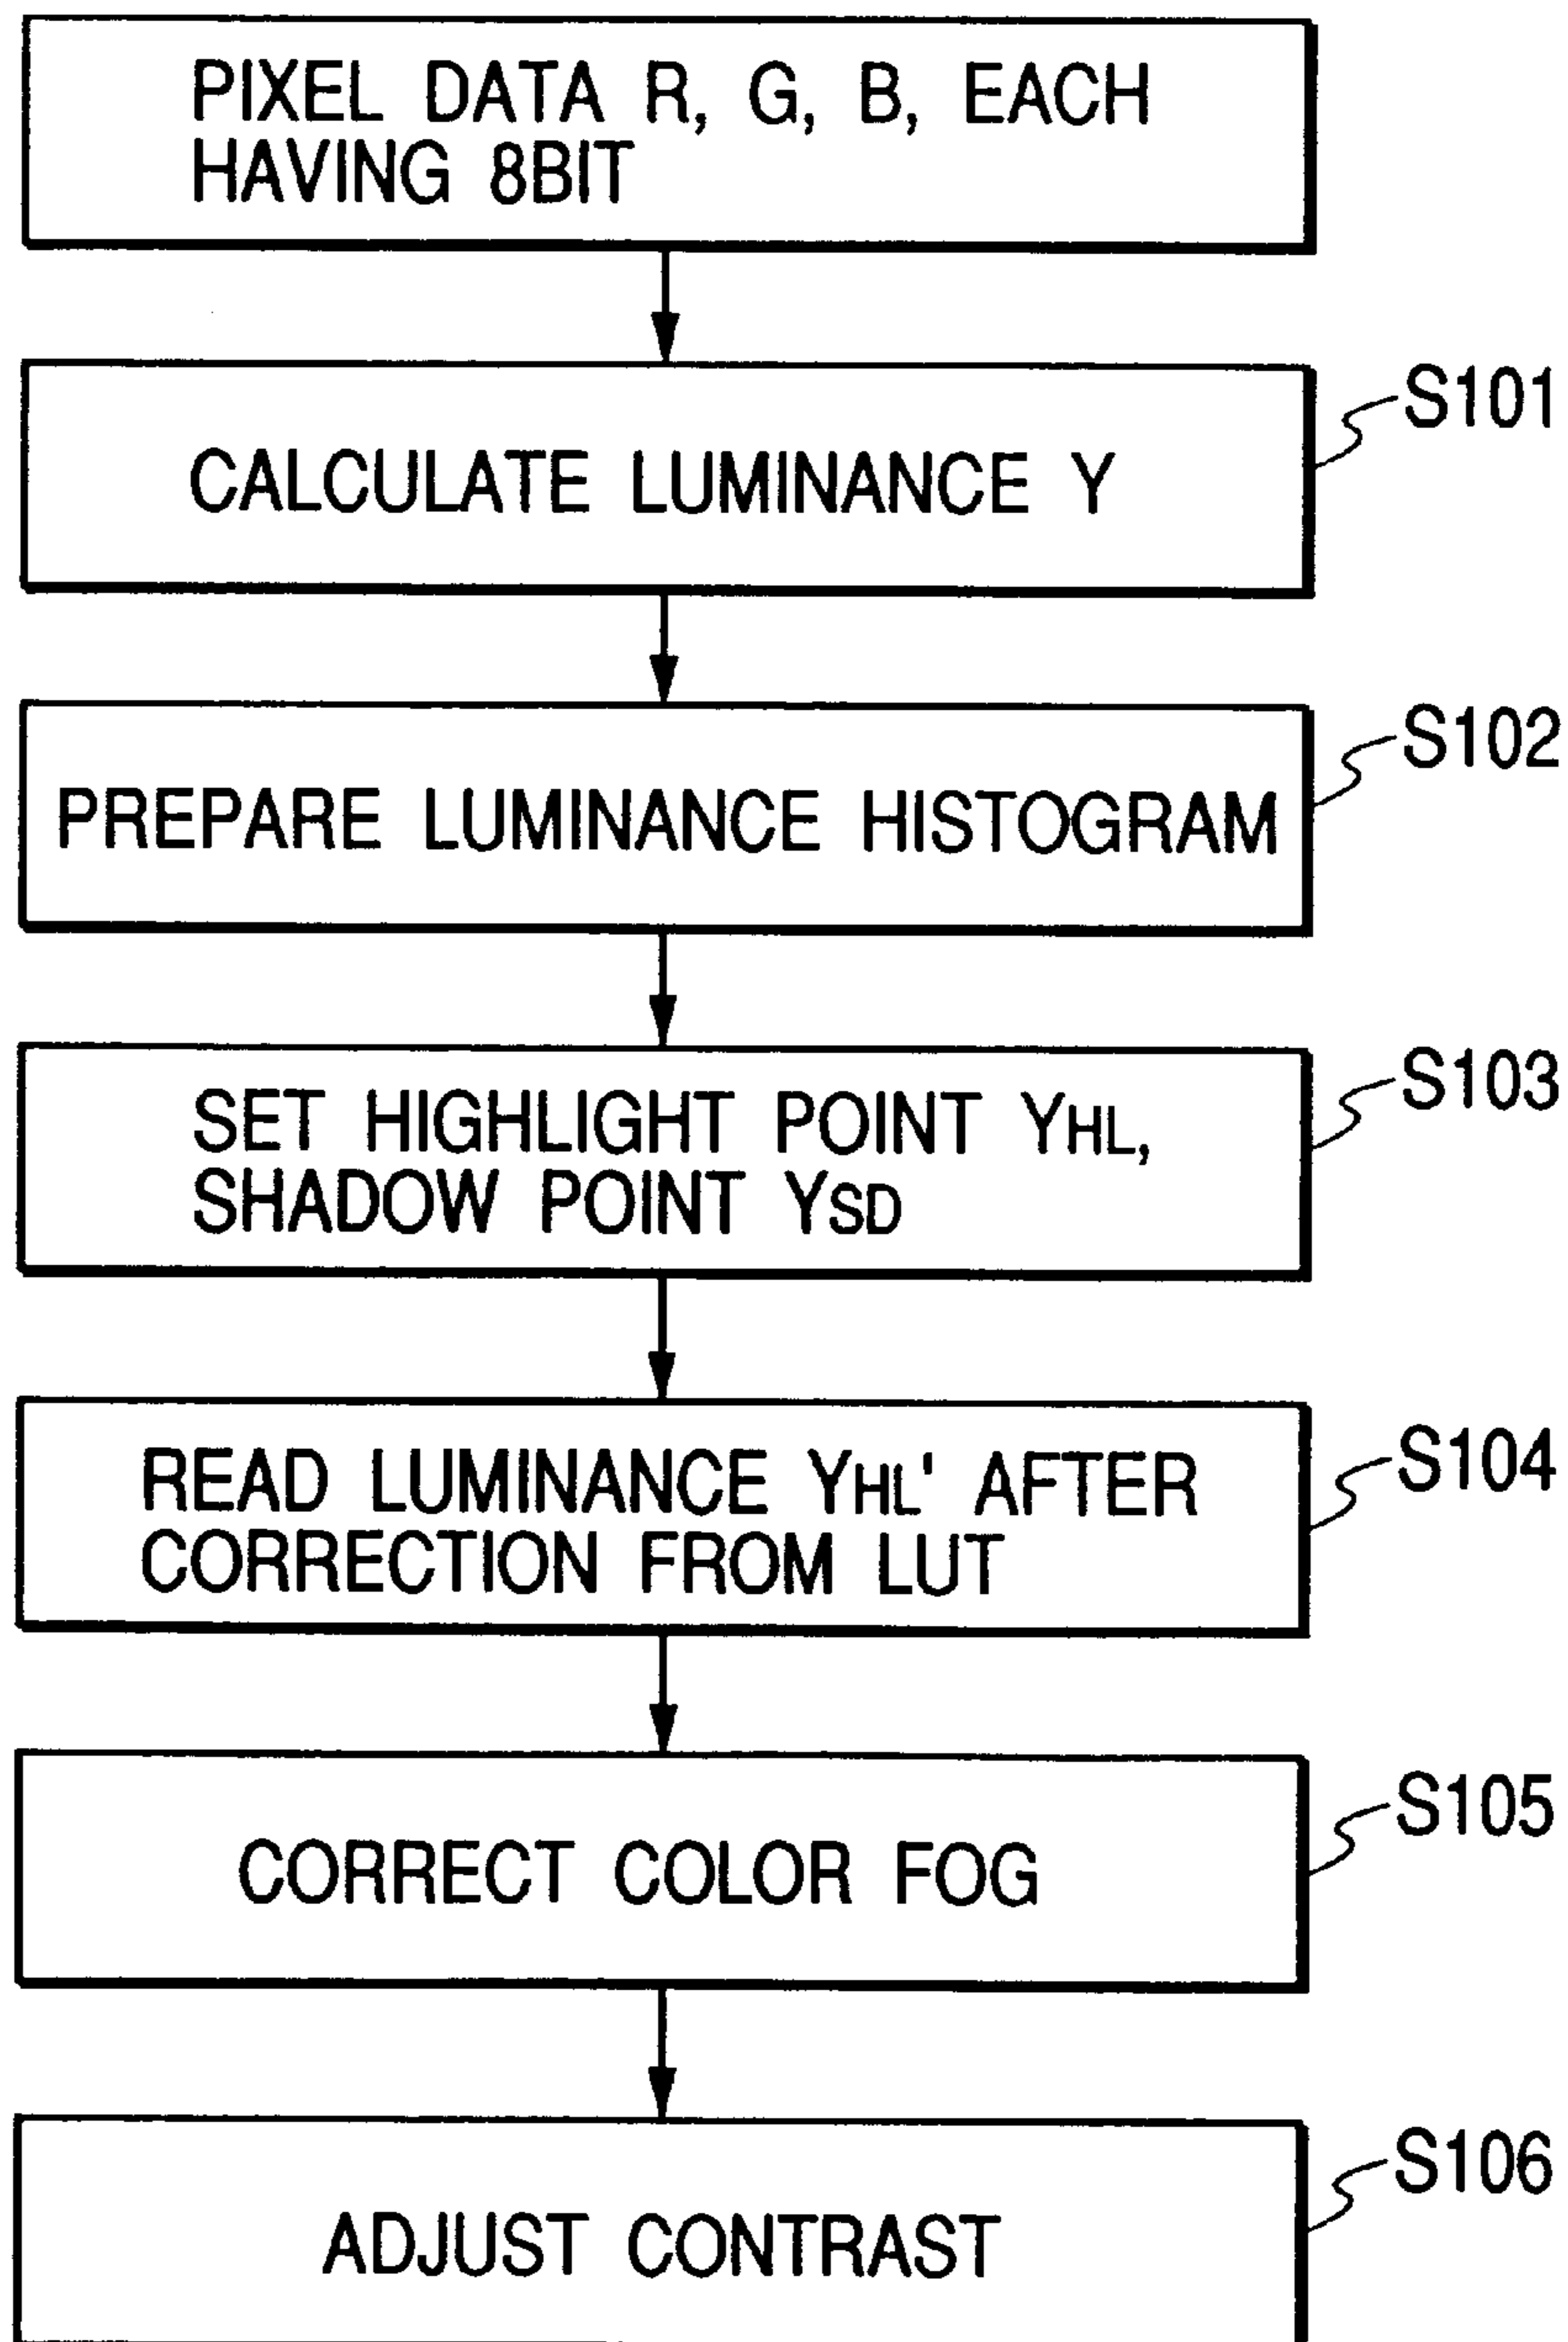 PIXEL DATA R, G, B, EACH
HAVING 8BIT
S101
CALCULATE LUMINANCE Y
S102
PREPARE LUMINANCE HISTOGRAM
S103
SET HIGHLIGHT POINT YHL,
SHADOW POINT YSD
S104
READ LUMINANCE YHL' AFTER
CORRECTION FROM LUT
S105
CORRECT COLOR FOG
S106
ADJUST CONTRAST